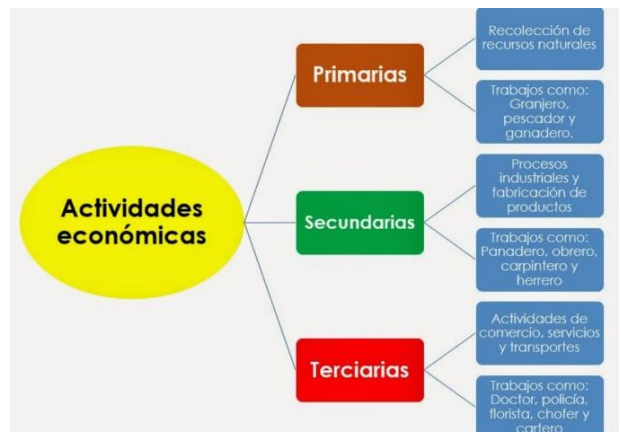 Actividades
económicas
Primarias
Recolección de
recursos naturales
Trabajos como:
Granjero,
pescador y
ganadero.
Secundarias
Procesos
industriales y
fabricación de
productos
Trabajos como:
Panadero, obrero,
carpintero y
herrero
Terciarias
Actividades de
comercio, servicios
y transportes
Trabajos como:
Doctor, policía,
florista, chofer y
cartero